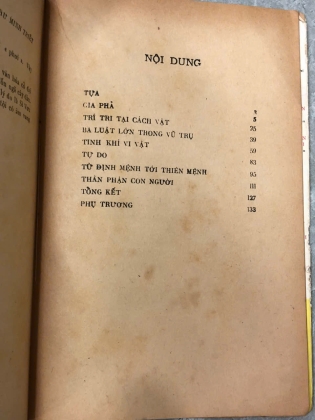 NỘI DUNG
TỰA
GIA PHẢ
TRÍ TRI TẠI CÁCH VẬT 5
BA LUẬT LỚN TRONG VŨ TRỤ 25
TINH KHÍ VI VẬT 39
TỰ DO 59
TỪ ĐỊNH MỆNH TỚI THIÊN MỆNH 83
THÂN PHẬN CON NGƯỜI 95
TỔNG KẾT 111
PHỤ TRƯƠNG 127
133